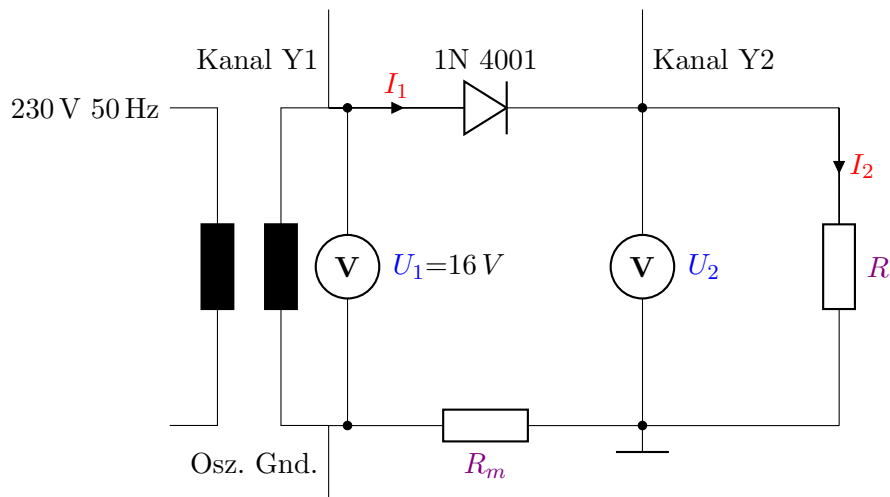 Kanal Y1
1N 4001
Kanal Y2
I₁
230 V 50 Hz
I₂
V
U₁=16 V
V
U₂
R
Osz. Gnd.
Rₘ